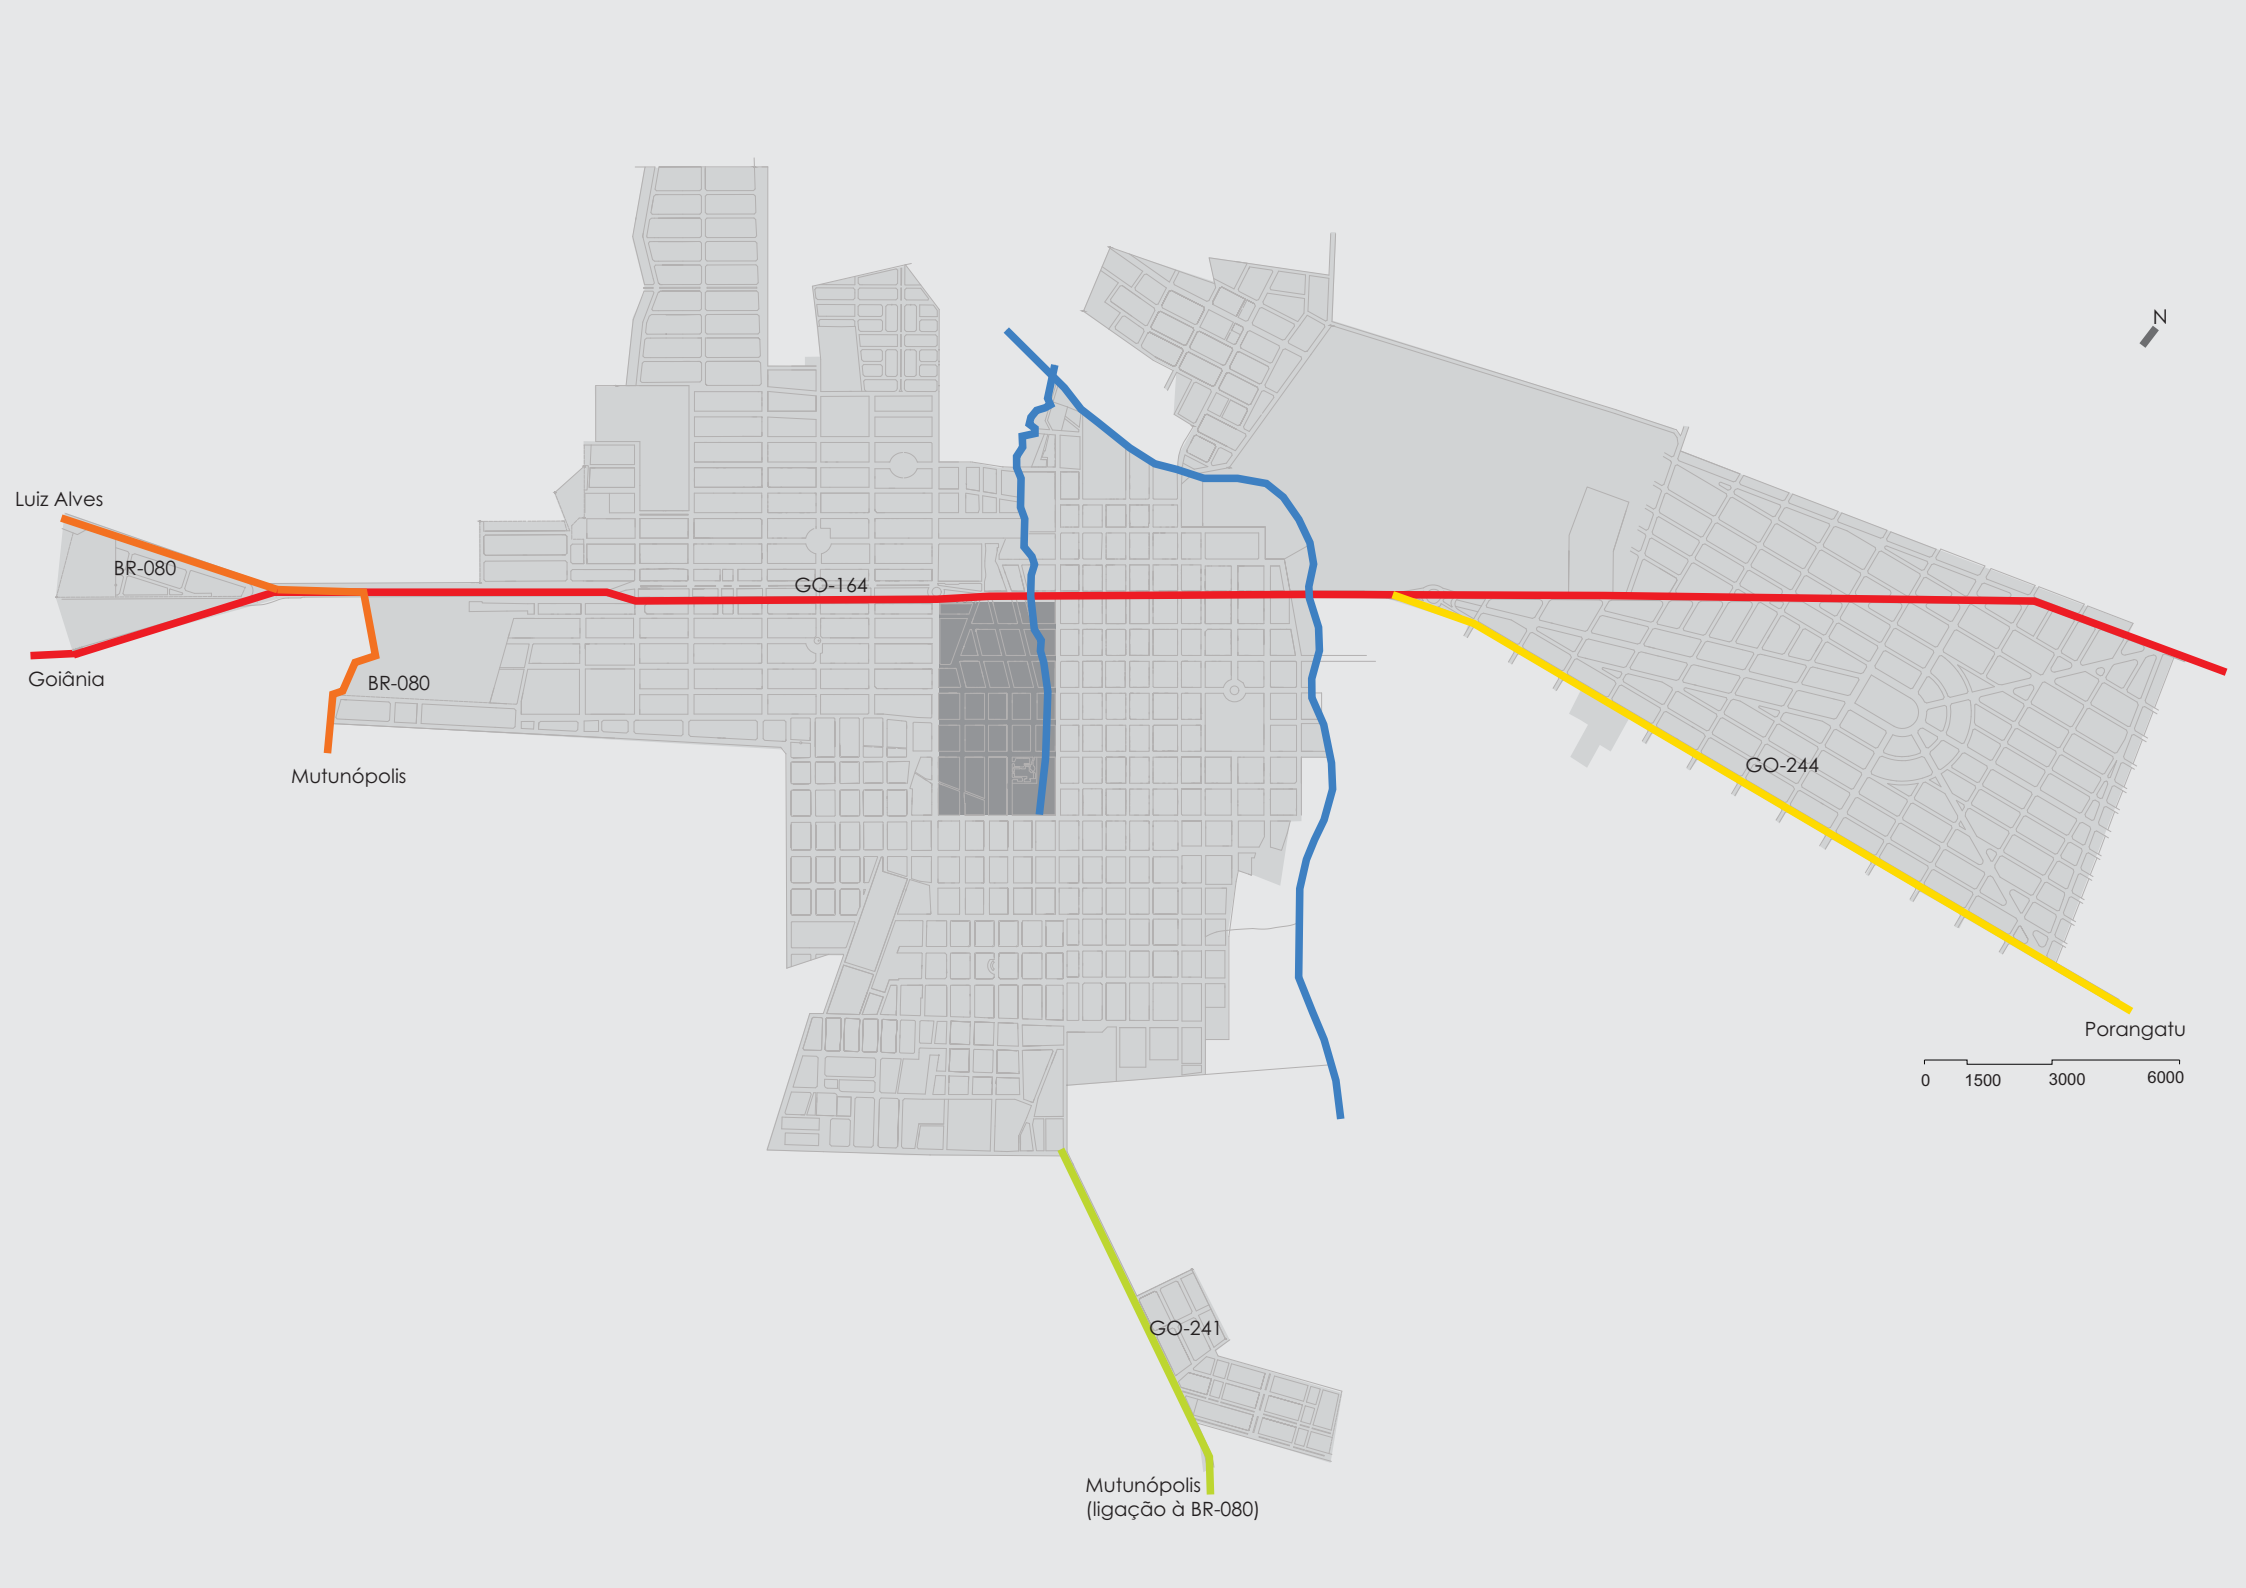 N
Luiz Alves
BR-080
GO-164
Goiânia
BR-080
Mutunópolis
GO-244
Porangatu
0 1500 3000 6000
GO-241
Mutunópolis
(ligação à BR-080)